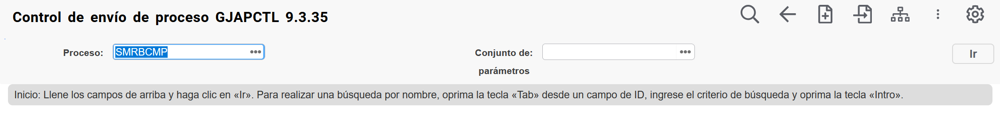 Control de envío de proceso GJAPCTL 9.3.35
Proceso: SMRBCMP
Conjunto de:
parámetros
Ir
Inicio: Llene los campos de arriba y haga clic en «Ir». Para realizar una búsqueda por nombre, oprima la tecla «Tab» desde un campo de ID, ingrese el criterio de búsqueda y oprima la tecla «Intro».